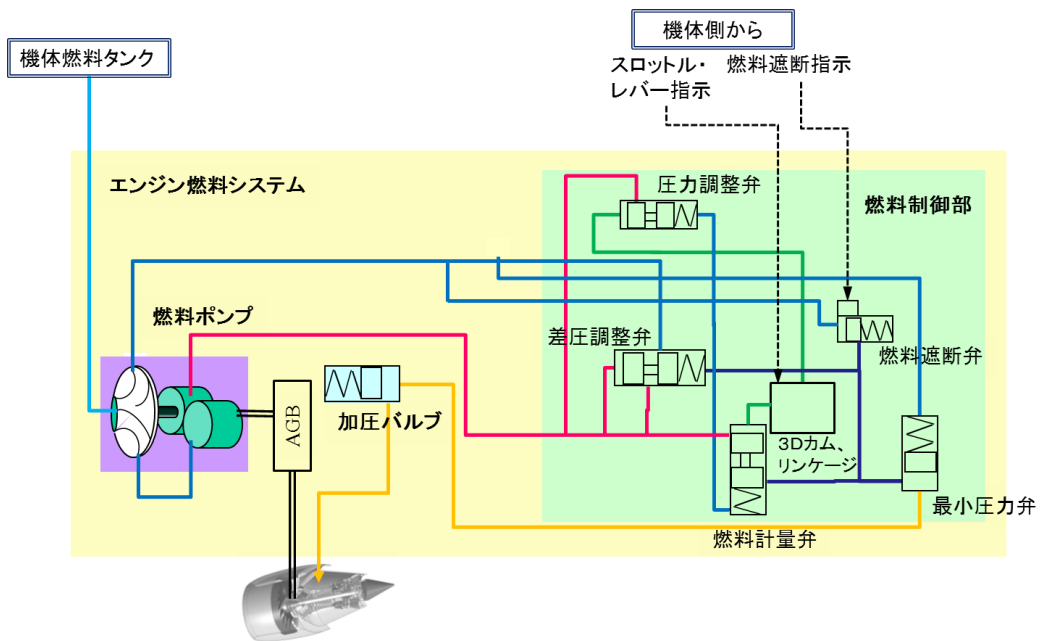 機体側から
機体燃料タンク
スロットル・
レバー指示
燃料遮断指示
エンジン燃料システム
圧力調整弁
燃料制御部
燃料ポンプ
差圧調整弁
燃料遮断弁
AGB
加圧バルブ
3Dカム、
リンケージ
最小圧力弁
燃料計量弁